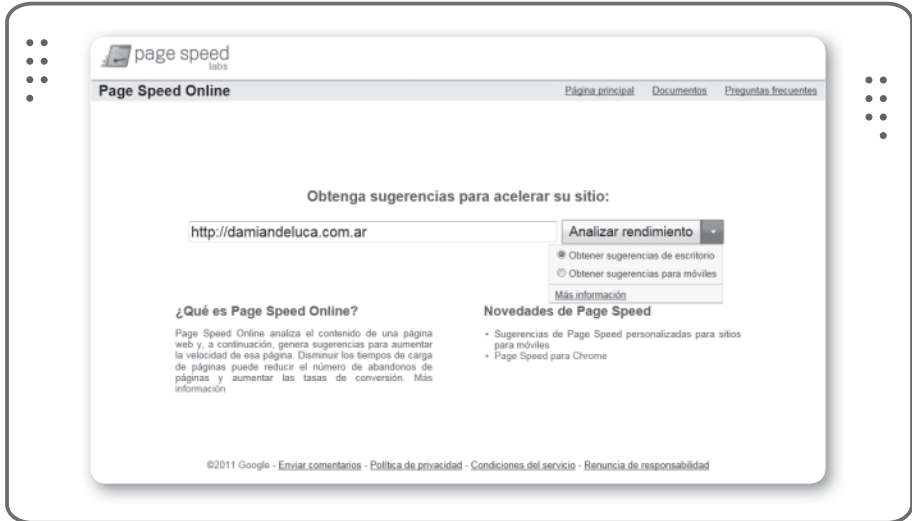 page speed
labs
Page Speed Online
Página principal Documentos Preguntas frecuentes
Obtenga sugerencias para acelerar su sitio:
http://damiandeluca.com.ar Analizar rendimiento
Obtener sugerencias de escritorio
Obtener sugerencias para móviles
Más información
¿Qué es Page Speed Online?
Page Speed Online analiza el contenido de una página
web y, a continuación, genera sugerencias para aumentar
la velocidad de esa página. Disminuir los tiempos de carga
de páginas puede reducir el número de abandonos de
páginas y aumentar las tasas de conversión. Más
información
Novedades de Page Speed
• Sugerencias de Page Speed personalizadas para sitios
para móviles
• Page Speed para Chrome
©2011 Google - Enviar comentarios - Política de privacidad - Condiciones del servicio - Renuncia de responsabilidad